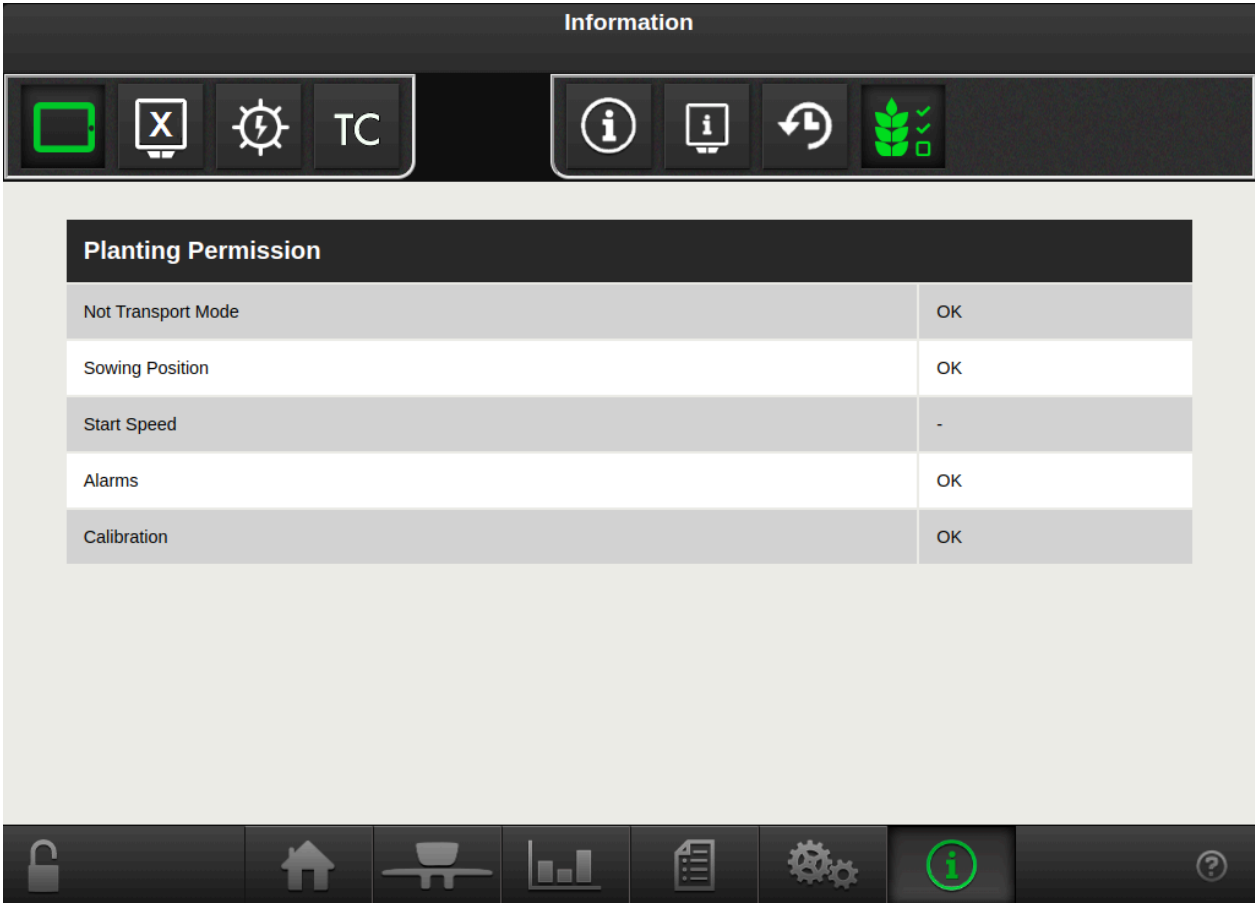 Information
X
TC
i
i
Planting Permission
Not Transport Mode OK
Sowing Position OK
Start Speed -
Alarms OK
Calibration OK
i
?